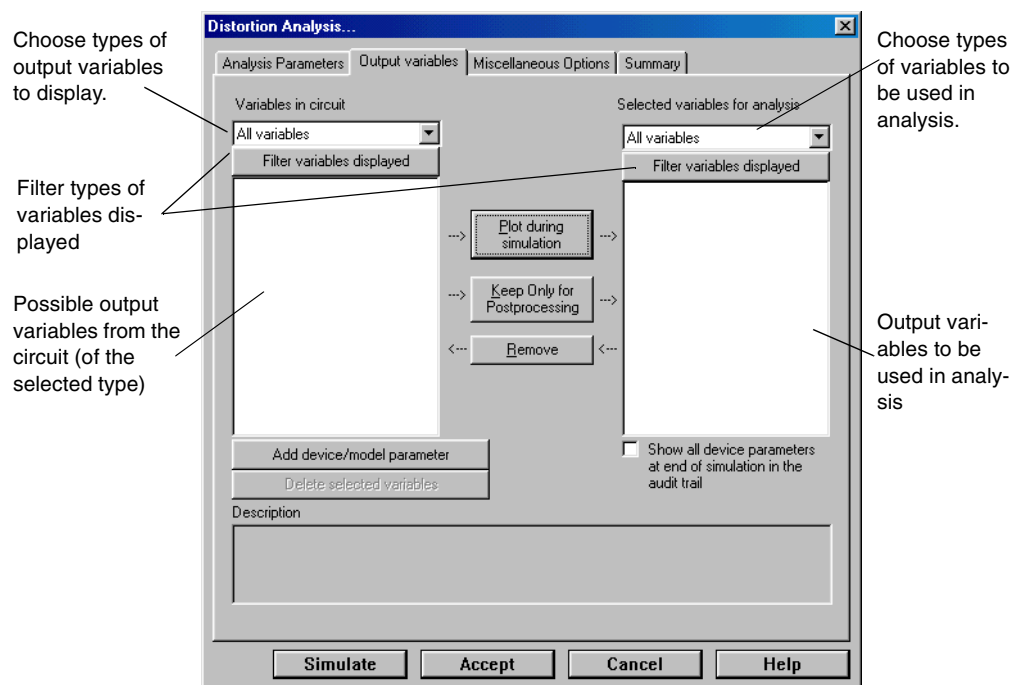 Distortion Analysis...
Choose types of
output variables
to display.
Choose types
of variables to
be used in
analysis.
Analysis Parameters
Output variables
Miscellaneous Options
Summary
Variables in circuit
Selected variables for analysis
All variables
All variables
Filter variables displayed
Filter variables displayed
Filter types of
variables dis-
played
--->
Plot during
simulation
--->
Possible output
variables from the
circuit (of the
selected type)
--->
Keep Only for
Postprocessing
--->
<---
Remove
<---
Output vari-
ables to be
used in analy-
sis
Add device/model parameter
Delete selected variables
Show all device parameters
at end of simulation in the
audit trail
Description
Simulate
Accept
Cancel
Help